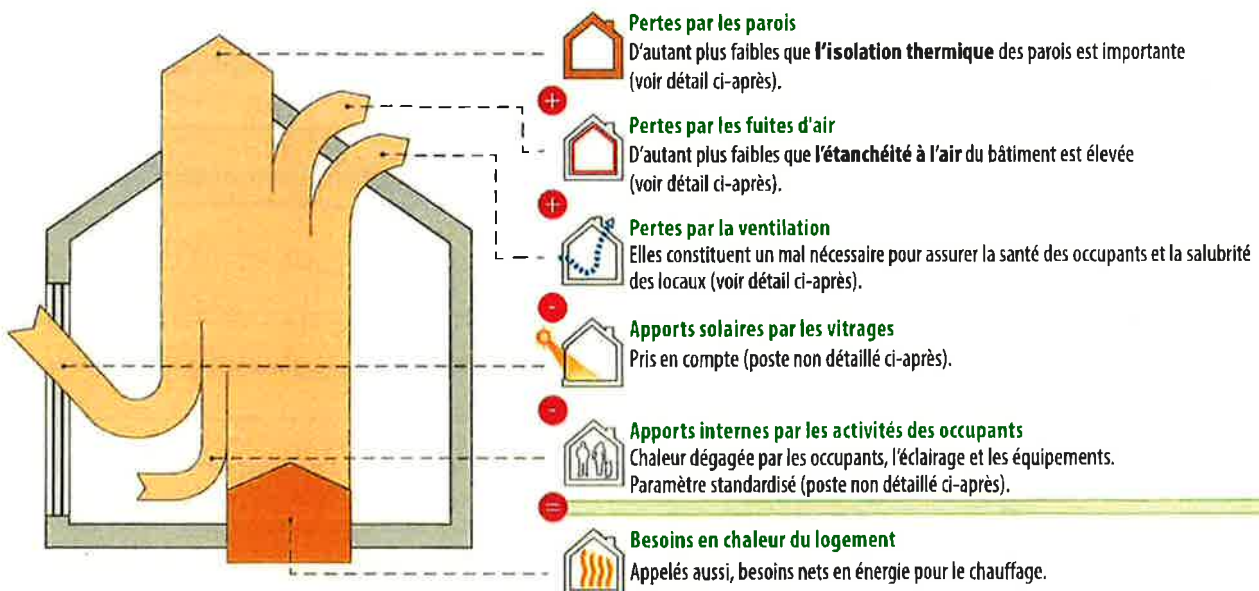 Pertes par les parois
D'autant plus faibles que l'isolation thermique des parois est importante
(voir détail ci-après).
+
Pertes par les fuites d'air
D'autant plus faibles que l'étanchéité à l'air du bâtiment est élevée
(voir détail ci-après).
+
Pertes par la ventilation
Elles constituent un mal nécessaire pour assurer la santé des occupants et la salubrité
des locaux (voir détail ci-après).
-
Apports solaires par les vitrages
Pris en compte (poste non détaillé ci-après).
-
Apports internes par les activités des occupants
Chaleur dégagée par les occupants, l'éclairage et les équipements.
Paramètre standardisé (poste non détaillé ci-après).
=
Besoins en chaleur du logement
Appelés aussi, besoins nets en énergie pour le chauffage.